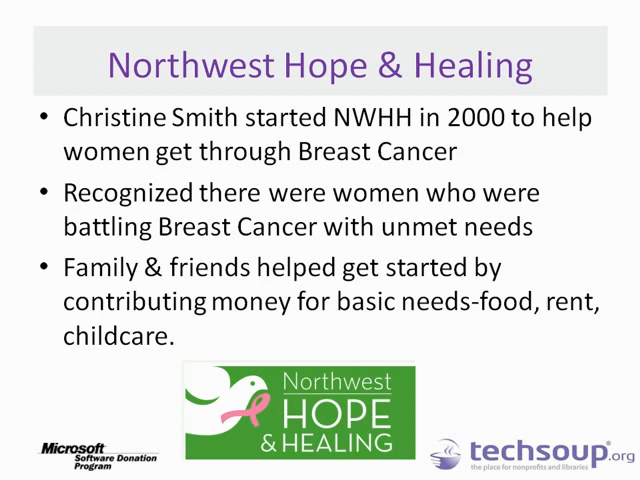 Northwest Hope & Healing
• Christine Smith started NWHH in 2000 to help
women get through Breast Cancer
• Recognized there were women who were
battling Breast Cancer with unmet needs
• Family & friends helped get started by
contributing money for basic needs-food, rent,
childcare.
Northwest
HOPE
& HEALING
Microsoft
Software Donation
Program
techsoup®.org
the place for nonprofits and libraries